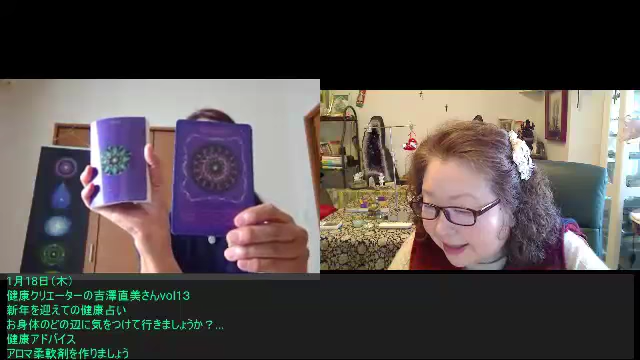 1月18日（木）
健康クリエーターの吉澤直美さんvol13
新年を迎えての健康占い
お身体のどの辺に気をつけて行きましょうか？...
健康アドバイス
アロマ柔軟剤を作りましょう